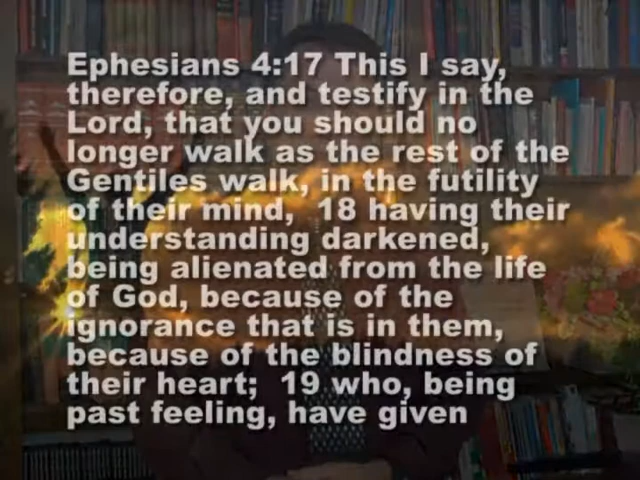 Ephesians 4:17 This I say,
therefore, and testify in the
Lord, that you should no
longer walk as the rest of the
Gentiles walk, in the futility
of their mind,  18 having their
understanding darkened,
being alienated from the life
of God, because of the
ignorance that is in them,
because of the blindness of
their heart;  19 who, being
past feeling, have given